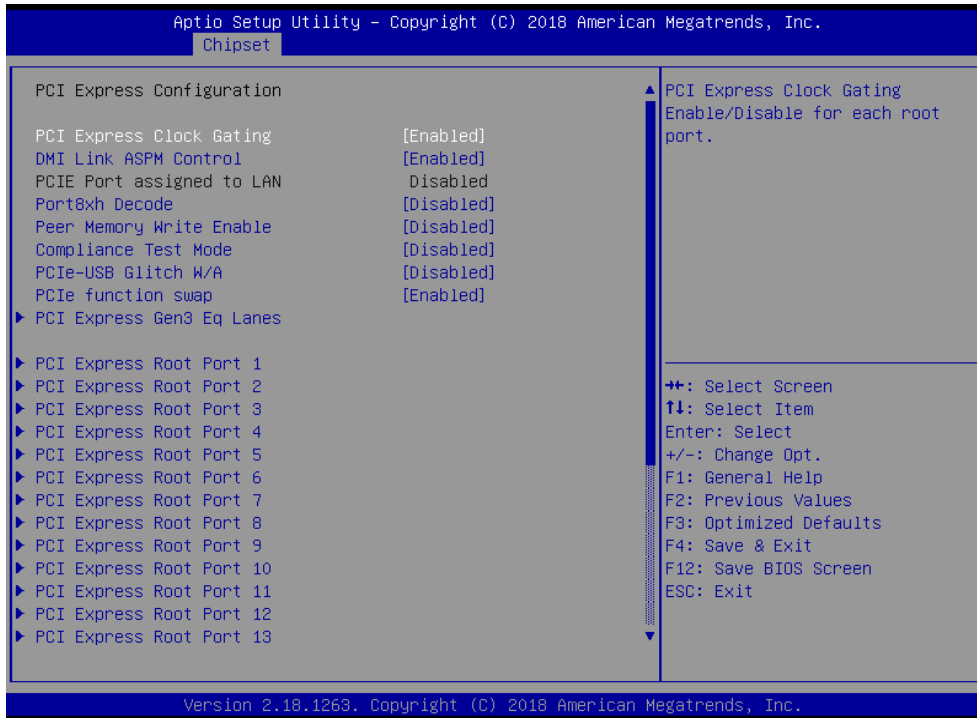 Aptio Setup Utility – Copyright (C) 2018 American Megatrends, Inc.
Chipset
PCI Express Configuration
PCI Express Clock Gating [Enabled]
DMI Link ASPM Control [Enabled]
PCIE Port assigned to LAN Disabled
Port8xh Decode [Disabled]
Peer Memory Write Enable [Disabled]
Compliance Test Mode [Disabled]
PCIe-USB Glitch W/A [Disabled]
PCIe function swap [Enabled]
PCI Express Gen3 Eq Lanes
PCI Express Root Port 1
PCI Express Root Port 2
PCI Express Root Port 3
PCI Express Root Port 4
PCI Express Root Port 5
PCI Express Root Port 6
PCI Express Root Port 7
PCI Express Root Port 8
PCI Express Root Port 9
PCI Express Root Port 10
PCI Express Root Port 11
PCI Express Root Port 12
PCI Express Root Port 13
PCI Express Clock Gating
Enable/Disable for each root
port.
→←: Select Screen
↑↓: Select Item
Enter: Select
+/-: Change Opt.
F1: General Help
F2: Previous Values
F3: Optimized Defaults
F4: Save & Exit
F12: Save BIOS Screen
ESC: Exit
Version 2.18.1263. Copyright (C) 2018 American Megatrends, Inc.